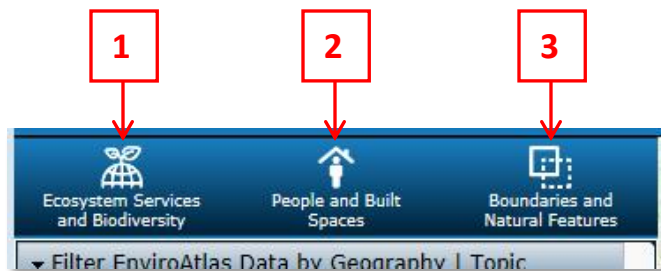 1 2 3
Ecosystem Services and Biodiversity
People and Built Spaces
Boundaries and Natural Features
Filter EnviroAtlas Data by Geography | Topic